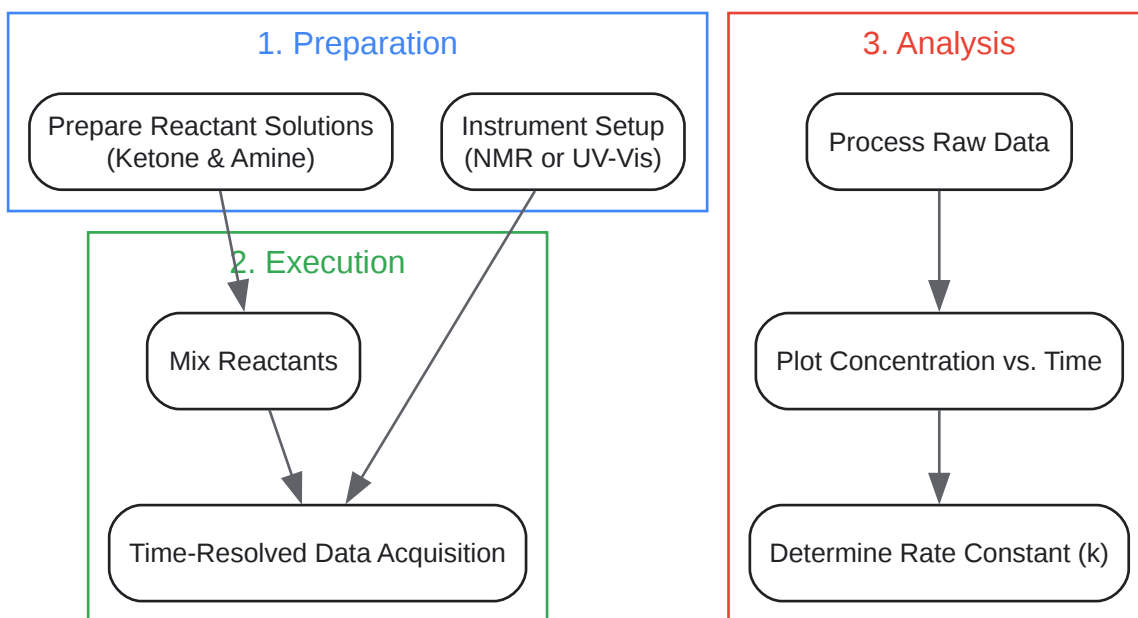 1. Preparation
Prepare Reactant Solutions
(Ketone & Amine)
Instrument Setup
(NMR or UV-Vis)
2. Execution
Mix Reactants
Time-Resolved Data Acquisition
3. Analysis
Process Raw Data
Plot Concentration vs. Time
Determine Rate Constant (k)